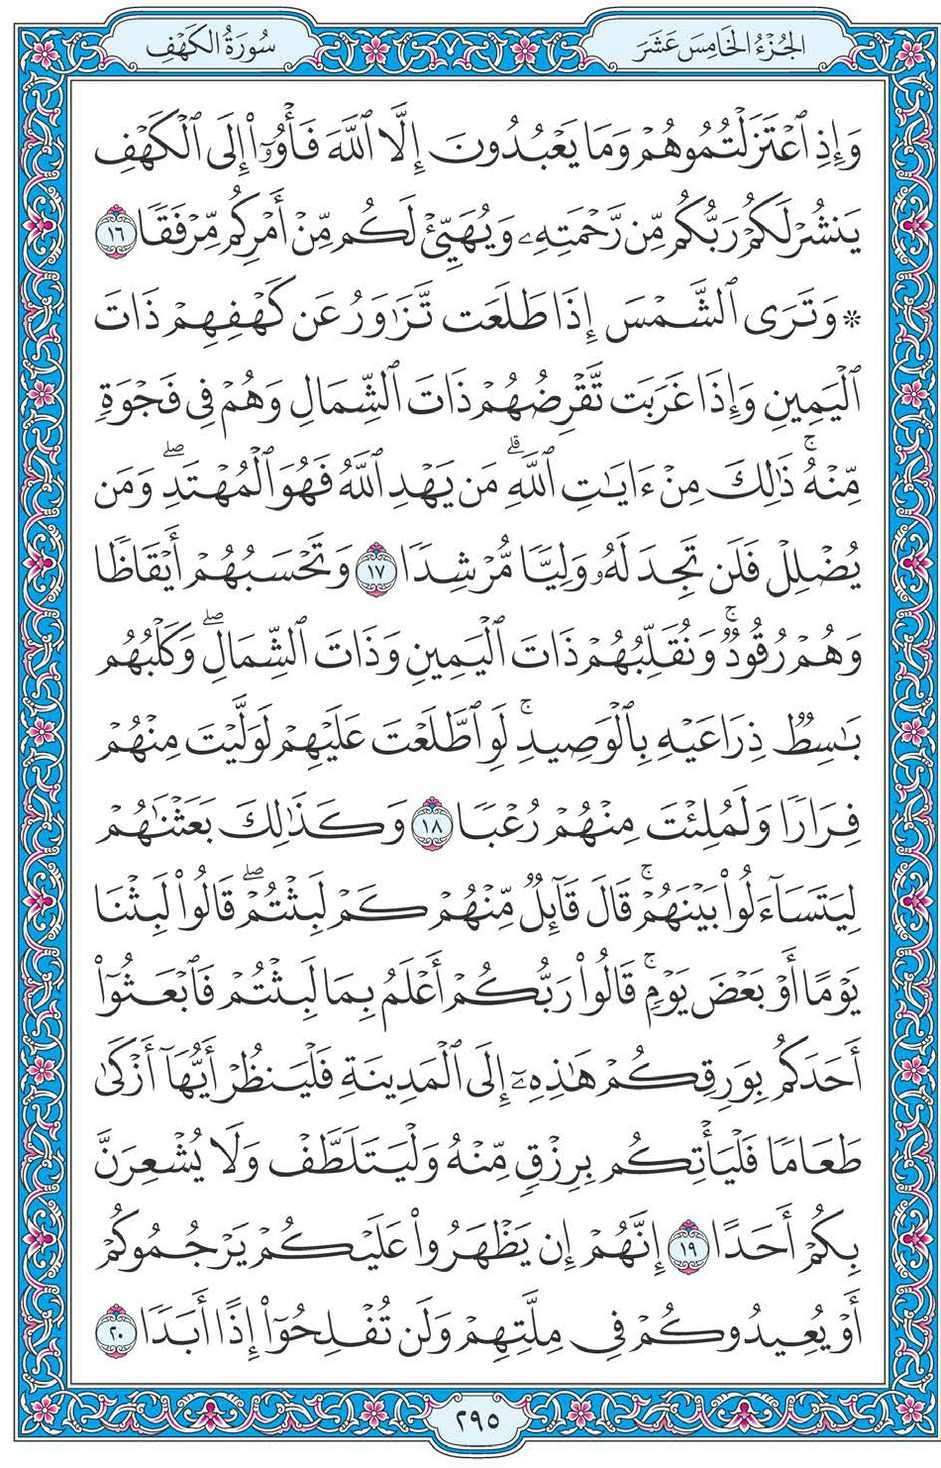 سُورَةُ الكَهْفِ
الجُزْءُ الخَامِسَ عَشَرَ
وَإِذِ ٱعْتَزَلْتُمُوهُمْ وَمَا يَعْبُدُونَ إِلَّا ٱللَّهَ فَأْوُۥٓا۟ إِلَى ٱلْكَهْفِ
يَنشُرْ لَكُمْ رَبُّكُم مِّن رَّحْمَتِهِۦ وَيُهَيِّئْ لَكُم مِّنْ أَمْرِكُم مِّرْفَقًا ١٦
۞ وَتَرَى ٱلشَّمْسَ إِذَا طَلَعَت تَّزَٰوَرُ عَن كَهْفِهِمْ ذَاتَ
ٱلْيَمِينِ وَإِذَا غَرَبَت تَّقْرِضُهُمْ ذَاتَ ٱلشِّمَالِ وَهُمْ فِى فَجْوَةٍ
مِّنْهُ ۚ ذَٰلِكَ مِنْ ءَايَٰتِ ٱللَّهِ ۗ مَن يَهْدِ ٱللَّهُ فَهُوَ ٱلْمُهْتَدِ ۖ وَمَن
يُضْلِلْ فَلَن تَجِدَ لَهُۥ وَلِيًّا مُّرْشِدًا ١٧ وَتَحْسَبُهُمْ أَيْقَاظًا
وَهُمْ رُقُودٌ ۚ وَنُقَلِّبُهُمْ ذَاتَ ٱلْيَمِينِ وَذَاتَ ٱلشِّمَالِ ۖ وَكَلْبُهُم
بَٰسِطٌ ذِرَاعَيْهِ بِٱلْوَصِيدِ ۚ لَوِ ٱطَّلَعْتَ عَلَيْهِمْ لَوَلَّيْتَ مِنْهُمْ
فِرَارًا وَلَمُلِئْتَ مِنْهُمْ رُعْبًا ١٨ وَكَذَٰلِكَ بَعَثْنَٰهُمْ
لِيَتَسَآءَلُوا۟ بَيْنَهُمْ ۚ قَالَ قَآئِلٌ مِّنْهُمْ كَمْ لَبِثْتُمْ ۖ قَالُوا۟ لَبِثْنَا
يَوْمًا أَوْ بَعْضَ يَوْمٍ ۚ قَالُوا۟ رَبُّكُمْ أَعْلَمُ بِمَا لَبِثْتُمْ فَٱبْعَثُوٓا۟
أَحَدَكُم بِوَرِقِكُمْ هَٰذِهِۦٓ إِلَى ٱلْمَدِينَةِ فَلْيَنظُرْ أَيُّهَآ أَزْكَىٰ
طَعَامًا فَلْيَأْتِكُم بِرِزْقٍ مِّنْهُ وَلْيَتَلَطَّفْ وَلَا يُشْعِرَنَّ
بِكُمْ أَحَدًا ١٩ إِنَّهُمْ إِن يَظْهَرُوا۟ عَلَيْكُمْ يَرْجُمُوكُمْ
أَوْ يُعِيدُوكُمْ فِى مِلَّتِهِمْ وَلَن تُفْلِحُوٓا۟ إِذًا أَبَدًا ٢٠
٢٩٥